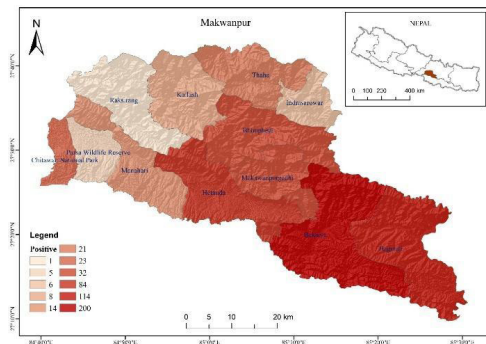 Makwanpur
NEPAL
N
0 100 200 400 km
Thaha
Kailash
Raksirang
Indrasarowar
Bhimphedi
Parsa Wildlife Reserve
Chitawan National Park
Manahari
Makawanpurgadhi
Hetauda
Bakaiya
Bagmati
Legend
Positive
1
5
6
8
14
21
23
32
84
114
200
0 5 10 20 km